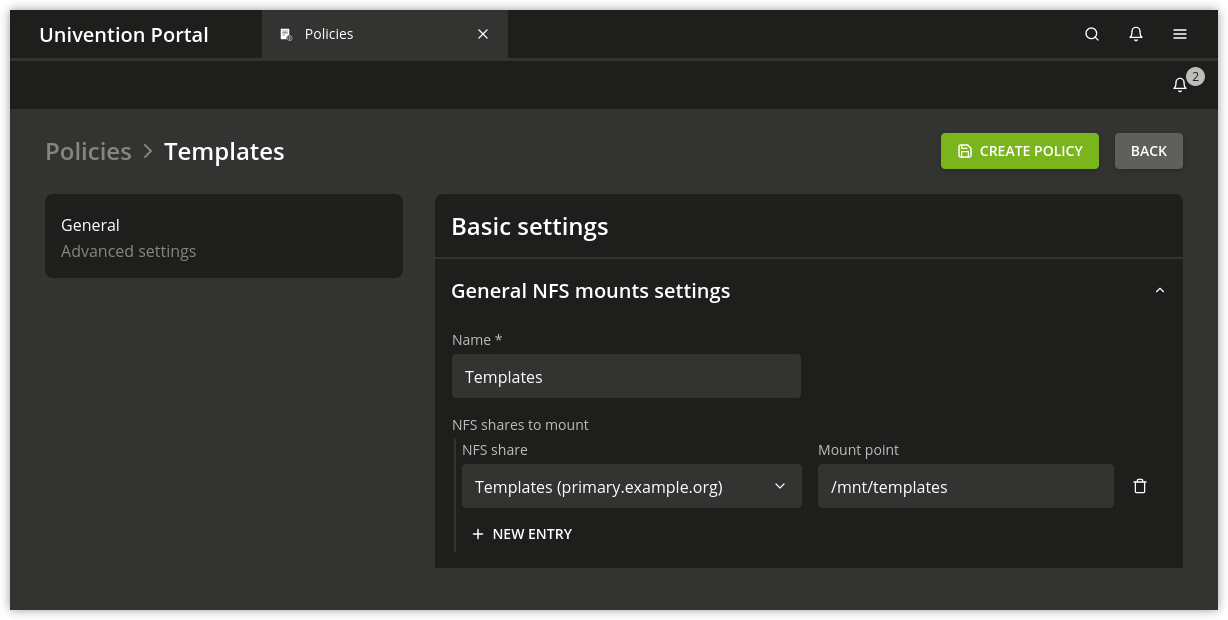 Univention Portal
Policies
2
Policies > Templates
CREATE POLICY
BACK
General
Advanced settings
Basic settings
General NFS mounts settings
Name *
Templates
NFS shares to mount
NFS share
Mount point
Templates (primary.example.org)
/mnt/templates
+ NEW ENTRY